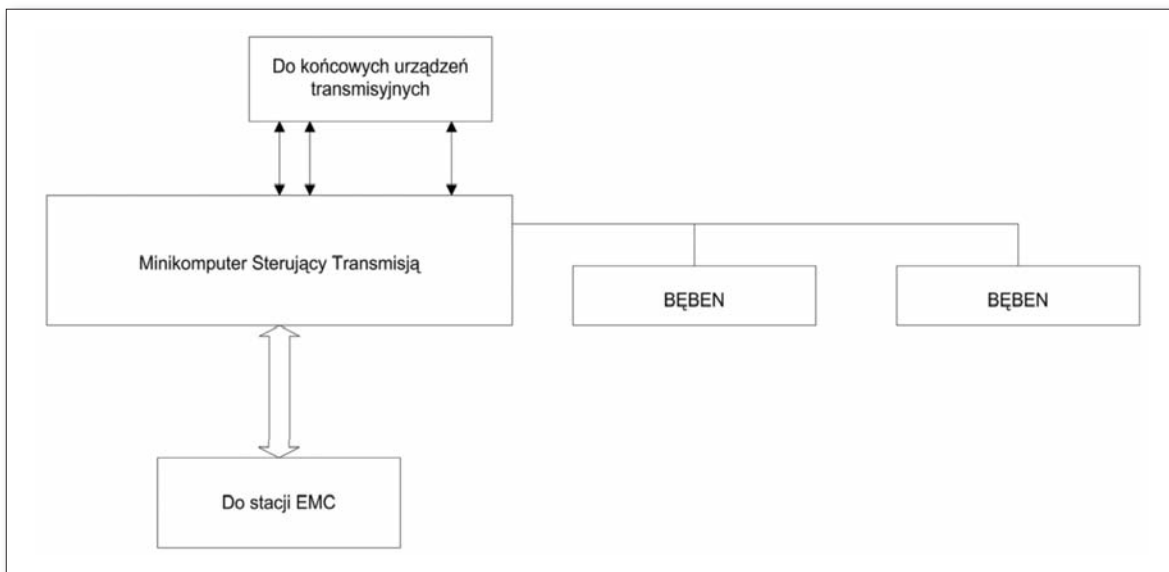 Do końcowych urządzeń
transmisyjnych
Minikomputer Sterujący Transmisją
BĘBEN
BĘBEN
Do stacji EMC